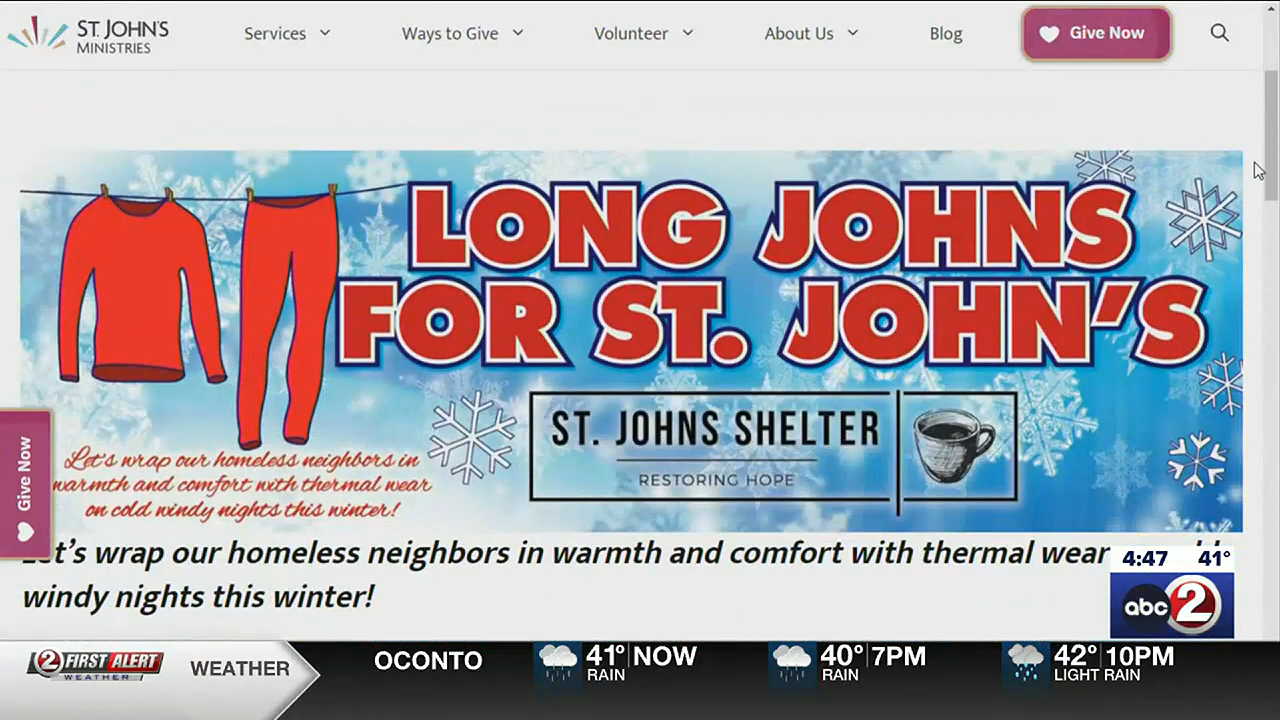 ST. JOHN'S
MINISTRIES
Services
Ways to Give
Volunteer
About Us
Blog
Give Now
LONG JOHNS
FOR ST. JOHN'S
Let's wrap our homeless neighbors in
warmth and comfort with thermal wear
on cold windy nights this winter!
ST. JOHNS SHELTER
RESTORING HOPE
Give Now
Let's wrap our homeless neighbors in warmth and comfort with thermal wear
windy nights this winter!
4:47 41°
abc 2
2 FIRST ALERT
WEATHER
WEATHER
OCONTO
41° NOW
RAIN
40° 7PM
RAIN
42° 10PM
LIGHT RAIN